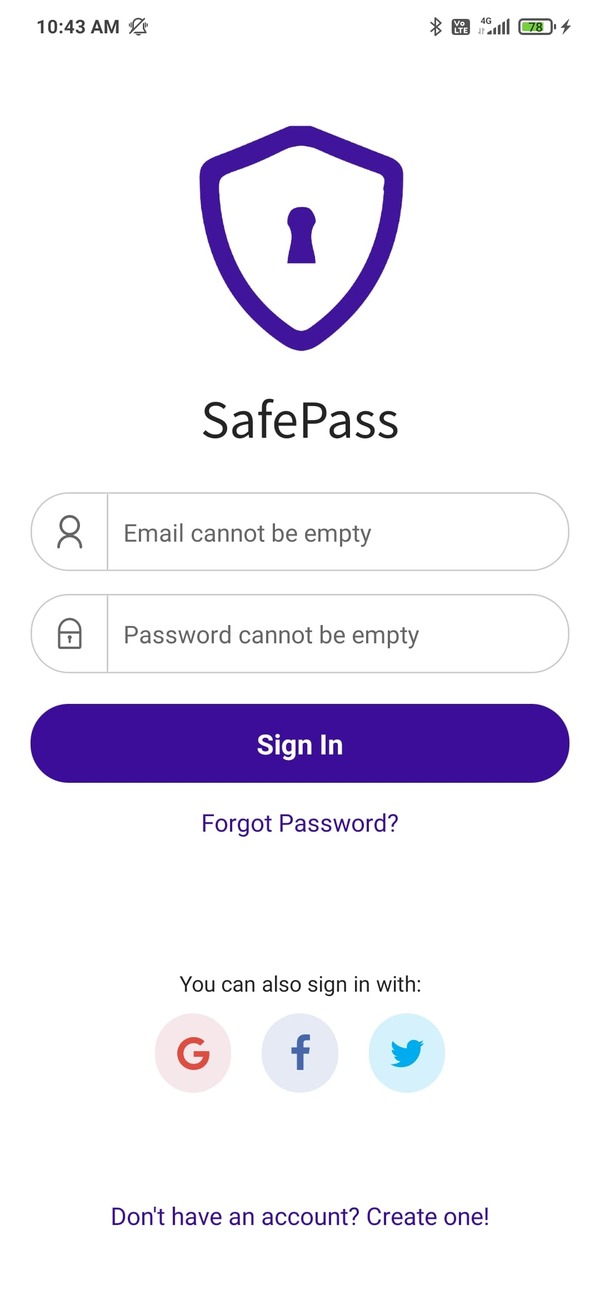 10:43 AM
Vo LTE
4G
78
SafePass
Email cannot be empty
Password cannot be empty
Sign In
Forgot Password?
You can also sign in with:
G f
Don't have an account? Create one!